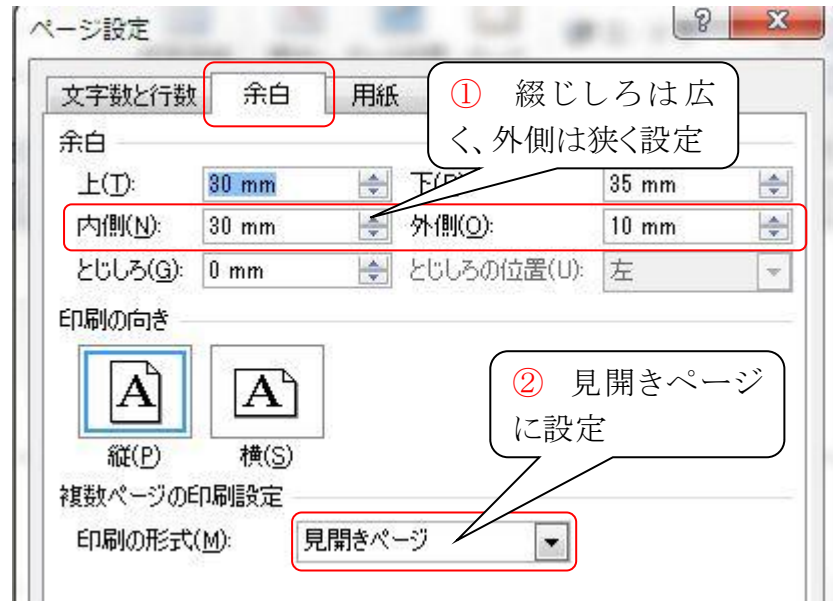 ページ設定
文字数と行数 余白 用紙
① 綴じしろは広
く、外側は狭く設定
余白
上(T): 30 mm 35 mm
内側(N): 30 mm 外側(O): 10 mm
とじしろ(G): 0 mm とじしろの位置(U): 左
印刷の向き
② 見開きページ
に設定
縦(P) 横(S)
複数ページの印刷設定
印刷の形式(M): 見開きページ